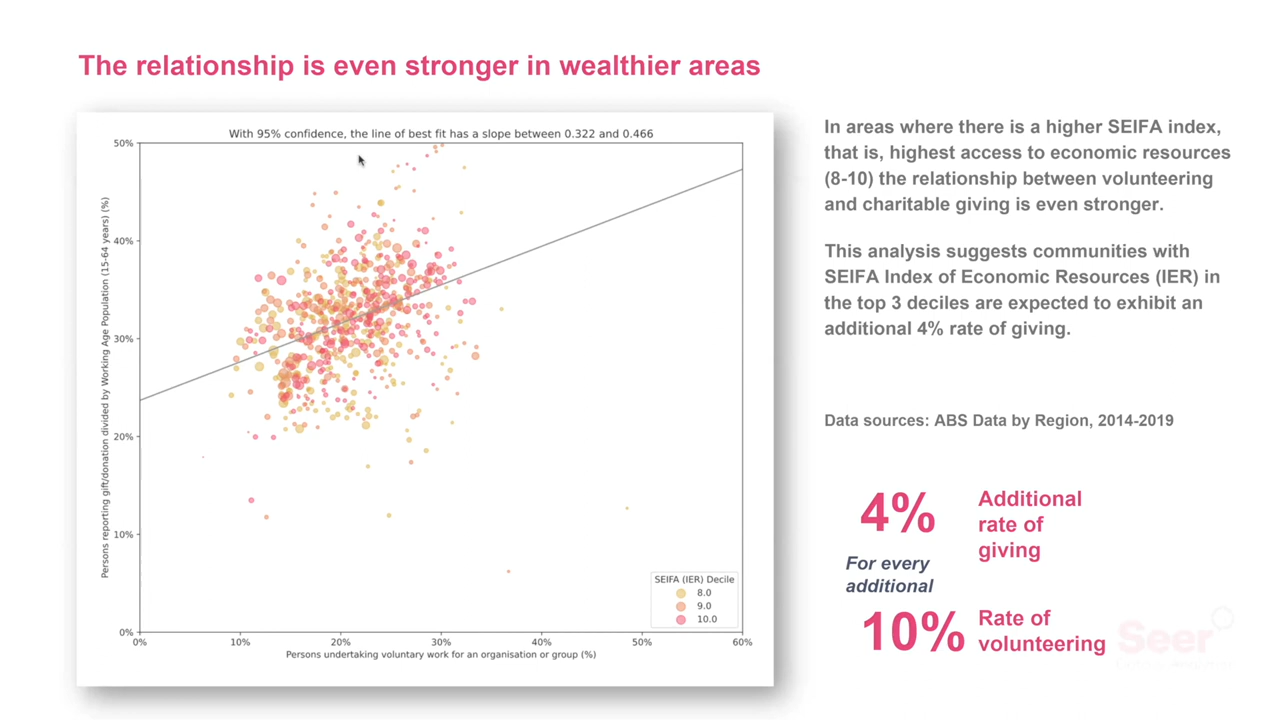 The relationship is even stronger in wealthier areas
With 95% confidence, the line of best fit has a slope between 0.322 and 0.466
50%
40%
30%
20%
10%
0%
Persons reporting gift/donation divided by Working Age Population (15-64 years) (%)
0%
10%
20%
30%
40%
50%
60%
Persons undertaking voluntary work for an organisation or group (%)
SEIFA (IER) Decile
8.0
9.0
10.0
In areas where there is a higher SEIFA index,
that is, highest access to economic resources
(8-10) the relationship between volunteering
and charitable giving is even stronger.
This analysis suggests communities with
SEIFA Index of Economic Resources (IER) in
the top 3 deciles are expected to exhibit an
additional 4% rate of giving.
Data sources: ABS Data by Region, 2014-2019
4%
Additional
rate of
giving
For every
additional
10%
Rate of
volunteering
Seer